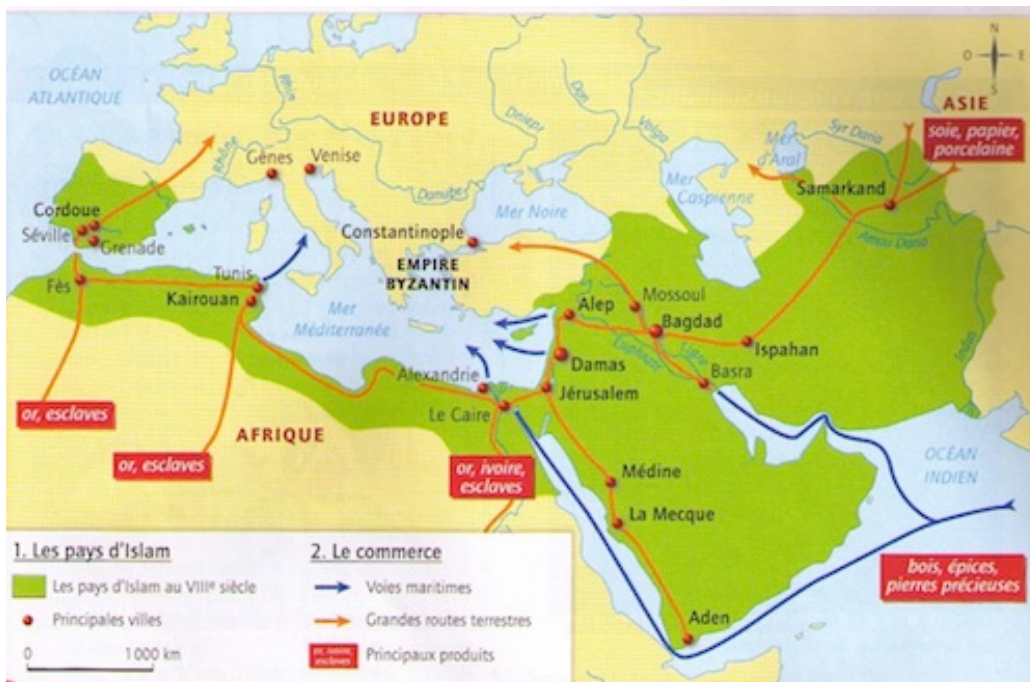 OCÉAN
ATLANTIQUE
Rhin
Don
Dniepr
Volga
N
O
E
S
ASIE
soie, papier,
porcelaine
EUROPE
Rhône
Gênes
Venise
Danube
Mer Noire
Mer
Caspienne
Mer
d'Aral
Syr Daria
Samarkand
Amou Daria
Cordoue
Séville
Grenade
Constantinople
EMPIRE
BYZANTIN
Fès
Tunis
Kairouan
Mer
Méditerranée
Alep
Mossoul
Bagdad
Ispahan
Euphrate
Tigre
Indus
Damas
Basra
Alexandrie
Jérusalem
Le Caire
or, esclaves
AFRIQUE
or, esclaves
or, ivoire,
esclaves
OCÉAN
INDIEN
Médine
La Mecque
bois, épices,
pierres précieuses
Aden
1. Les pays d'Islam
Les pays d'Islam au VIIIe siècle
Principales villes
0
1 000 km
2. Le commerce
Voies maritimes
Grandes routes terrestres
or, ivoire,
esclaves
Principaux produits